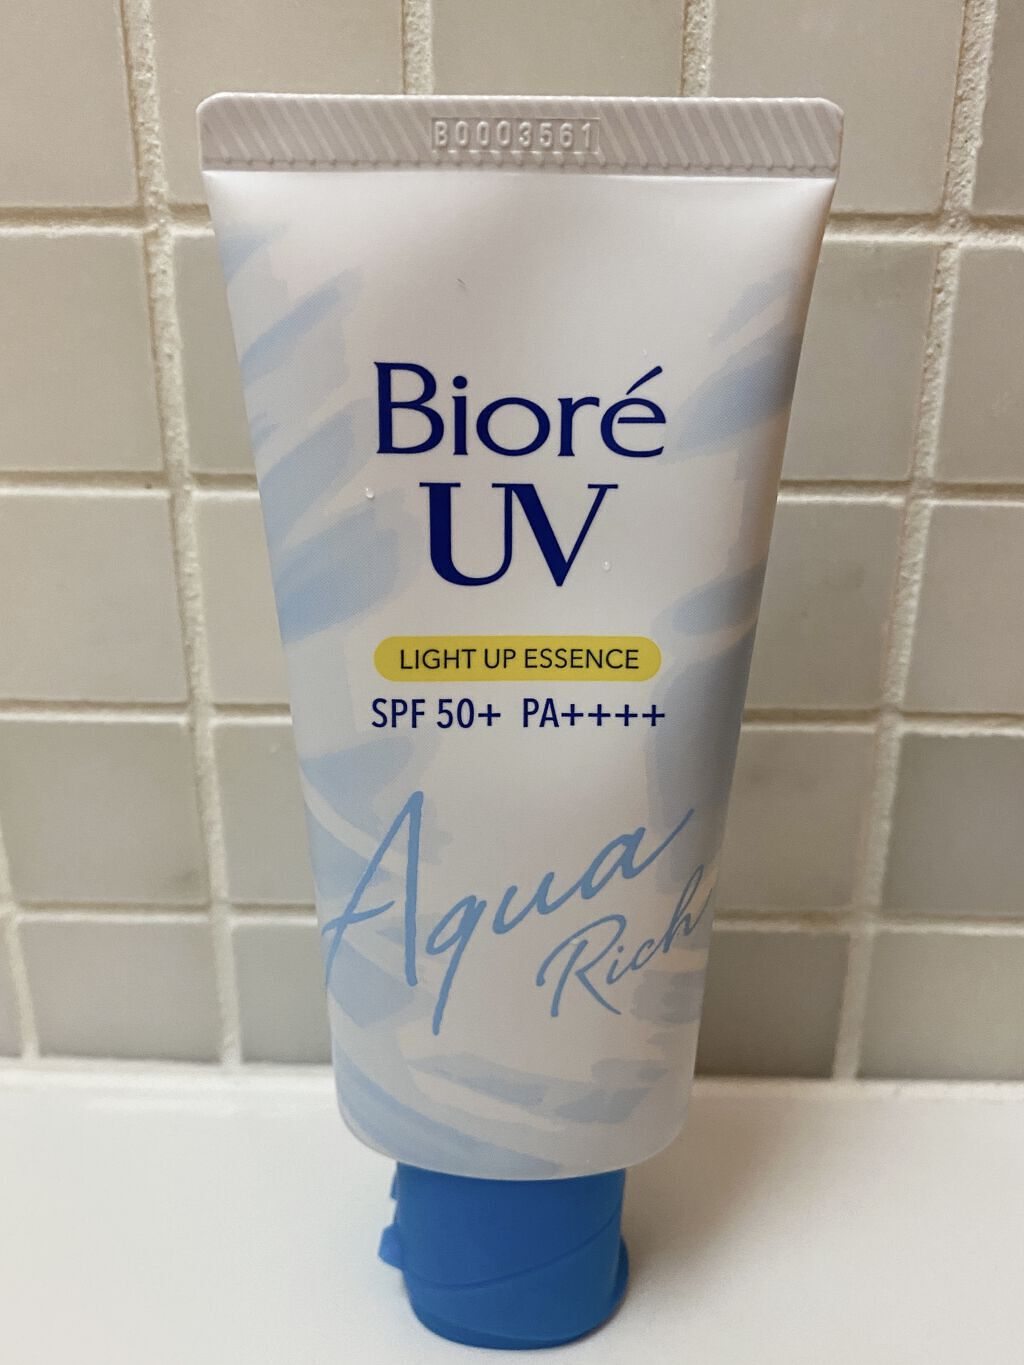 B0003561
Bioré
UV
LIGHT UP ESSENCE
SPF 50+ PA++++
Aqua
Rich